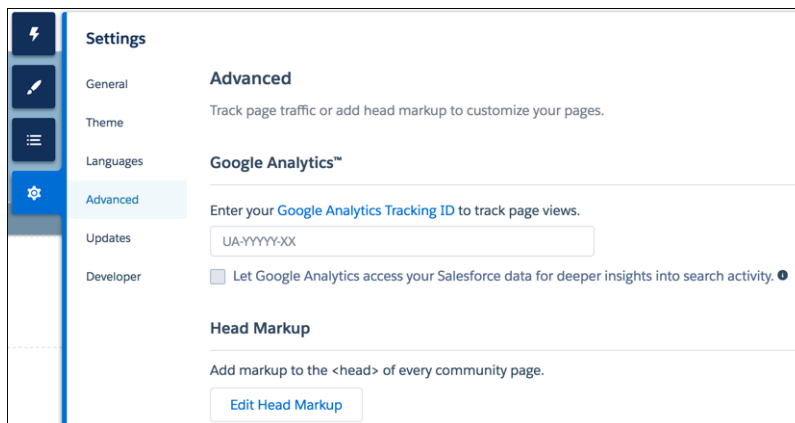 Settings
General
Theme
Languages
Advanced
Updates
Developer
Advanced
Track page traffic or add head markup to customize your pages.
Google Analytics™
Enter your Google Analytics Tracking ID to track page views.
UA-YYYYY-XX
Let Google Analytics access your Salesforce data for deeper insights into search activity.
Head Markup
Add markup to the <head> of every community page.
Edit Head Markup